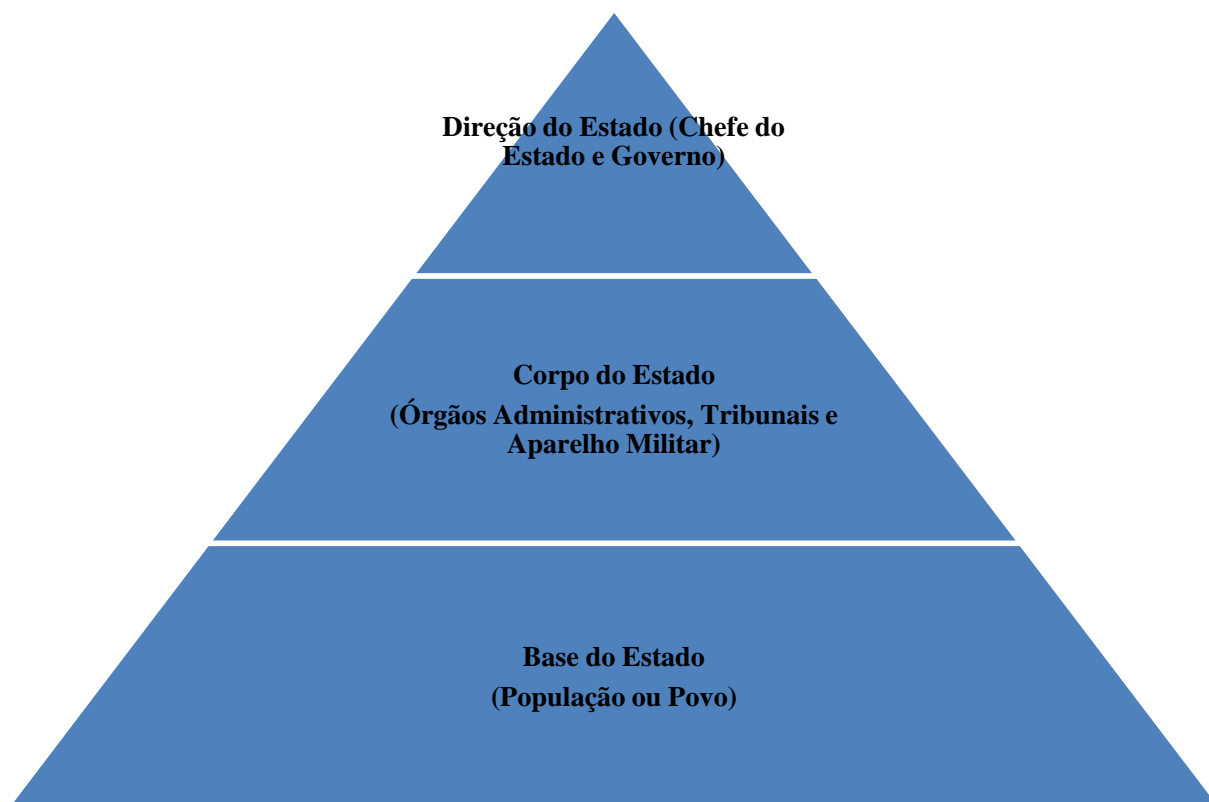 Direção do Estado (Chefe do
Estado e Governo)
Corpo do Estado
(Órgãos Administrativos, Tribunais e
Aparelho Militar)
Base do Estado
(População ou Povo)